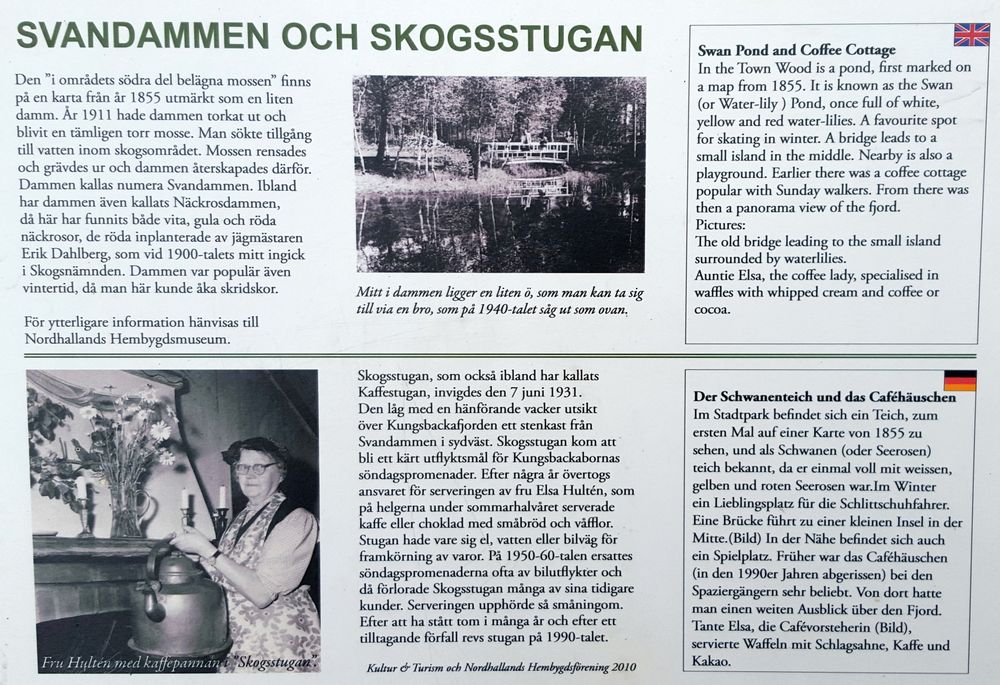 SVANDAMMEN OCH SKOGSSTUGAN
Den ”i områdets södra del belägna mossen” finns
på en karta från år 1855 utmärkt som en liten
damm. År 1911 hade dammen torkat ut och
blivit en tämligen torr mosse. Man sökte tillgång
till vatten inom skogsområdet. Mossen rensades
och grävdes ur och dammen återskapades därför.
Dammen kallas numera Svandammen. Ibland
har dammen även kallats Näckrosdammen,
då här har funnits både vita, gula och röda
näckrosor, de röda inplanterade av jägmästaren
Erik Dahlberg, som vid 1900-talets mitt ingick
i Skogsnämnden. Dammen var populär även
vintertid, då man här kunde åka skridskor.
För ytterligare information hänvisas till
Nordhallands Hembygdsmuseum.
Mitt i dammen ligger en liten ö, som man kan ta sig
till via en bro, som på 1940-talet såg ut som ovan.
Swan Pond and Coffee Cottage
In the Town Wood is a pond, first marked on
a map from 1855. It is known as the Swan
(or Water-lily ) Pond, once full of white,
yellow and red water-lilies. A favourite spot
for skating in winter. A bridge leads to a
small island in the middle. Nearby is also a
playground. Earlier there was a coffee cottage
popular with Sunday walkers. From there was
then a panorama view of the fjord.
Pictures:
The old bridge leading to the small island
surrounded by waterlilies.
Auntie Elsa, the coffee lady, specialised in
waffles with whipped cream and coffee or
cocoa.
Fru Hultén med kaffepannan i ”Skogsstugan”.
Skogsstugan, som också ibland har kallats
Kaffestugan, invigdes den 7 juni 1931.
Den låg med en hänförande vacker utsikt
över Kungsbackafjorden ett stenkast från
Svandammen i sydväst. Skogsstugan kom att
bli ett kärt utflyktsmål för Kungsbackabornas
söndagspromenader. Efter några år övertogs
ansvaret för serveringen av fru Elsa Hultén, som
på helgerna under sommarhalvåret serverade
kaffe eller choklad med småbröd och våfflor.
Stugan hade vare sig el, vatten eller bilväg för
framkörning av varor. På 1950-60-talen ersattes
söndagspromenaderna ofta av bilutflykter och
då förlorade Skogsstugan många av sina tidigare
kunder. Serveringen upphörde så småningom.
Efter att ha stått tom i många år och efter ett
tilltagande förfall revs stugan på 1990-talet.
Kultur & Turism och Nordhallands Hembygdsförening 2010
Der Schwanenteich und das Caféhäuschen
Im Stadtpark befindet sich ein Teich, zum
ersten Mal auf einer Karte von 1855 zu
sehen, und als Schwanen (oder Seerosen)
teich bekannt, da er einmal voll mit weissen,
gelben und roten Seerosen war.Im Winter
ein Lieblingsplatz für die Schlittschuhfahrer.
Eine Brücke führt zu einer kleinen Insel in der
Mitte.(Bild) In der Nähe befindet sich auch
ein Spielplatz. Früher war das Caféhäuschen
(in den 1990er Jahren abgerissen) bei den
Spaziergängern sehr beliebt. Von dort hatte
man einen weiten Ausblick über den Fjord.
Tante Elsa, die Cafévorsteherin (Bild),
servierte Waffeln mit Schlagsahne, Kaffe und
Kakao.